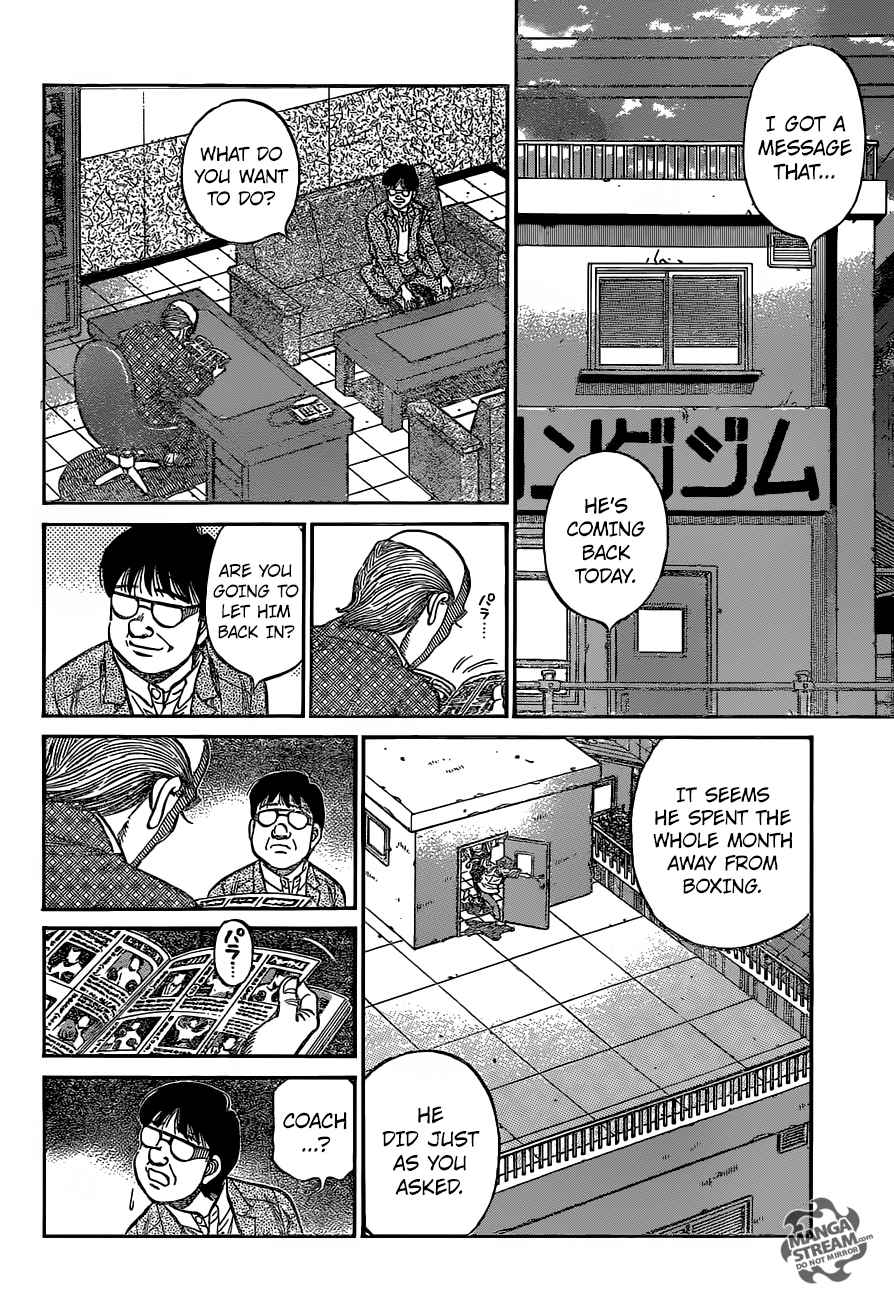 I GOT A
MESSAGE
THAT...
ングジム
HE'S
COMING
BACK
TODAY.
WHAT DO
YOU WANT
TO DO?
パラ……
ARE YOU
GOING TO
LET HIM
BACK IN?
IT SEEMS
HE SPENT THE
WHOLE MONTH
AWAY FROM
BOXING.
HE
DID JUST
AS YOU
ASKED.
パラ……
COACH
...?
MANGA
STREAM.com
DO NOT MIRROR